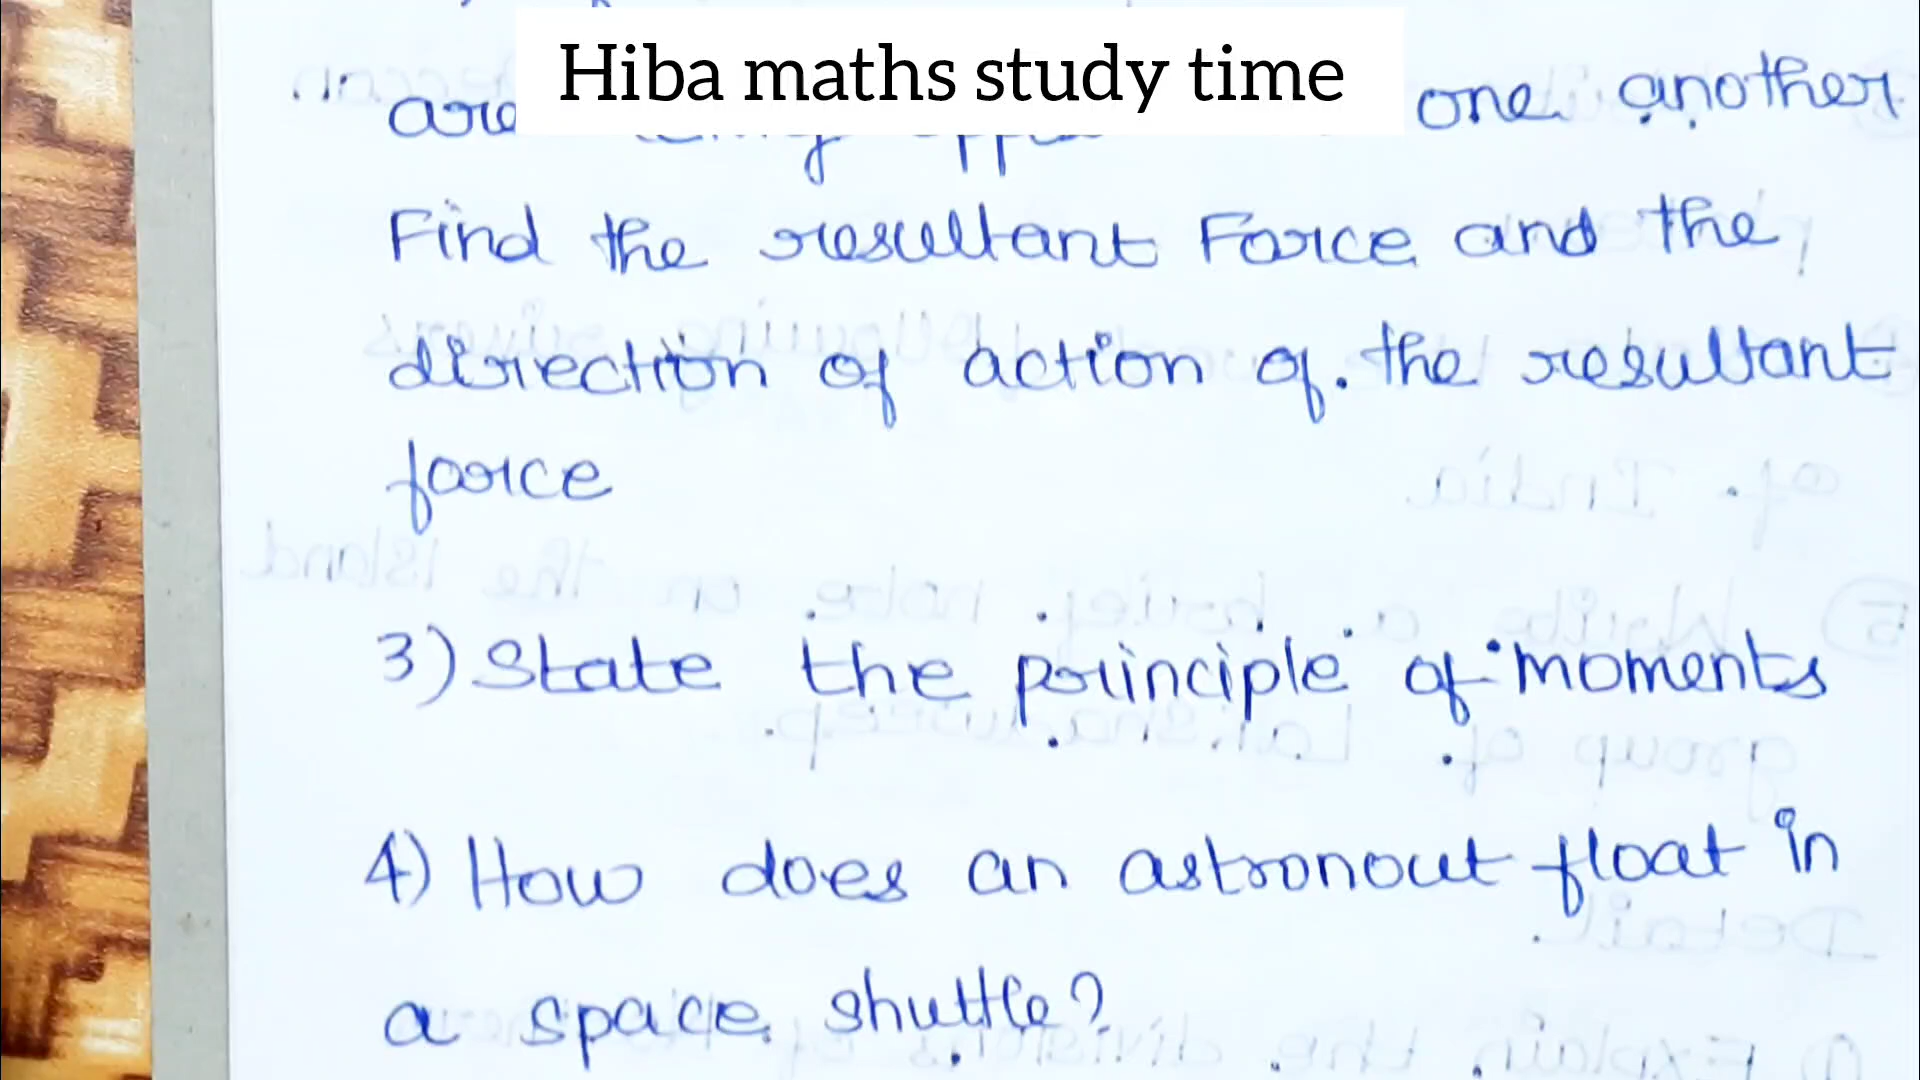 Hiba maths study time
are one another
Find the resultant Force and the
direction of action of the resultant
force
3) State the principle of moments
4) How does an astronout float in
a space shuttle?